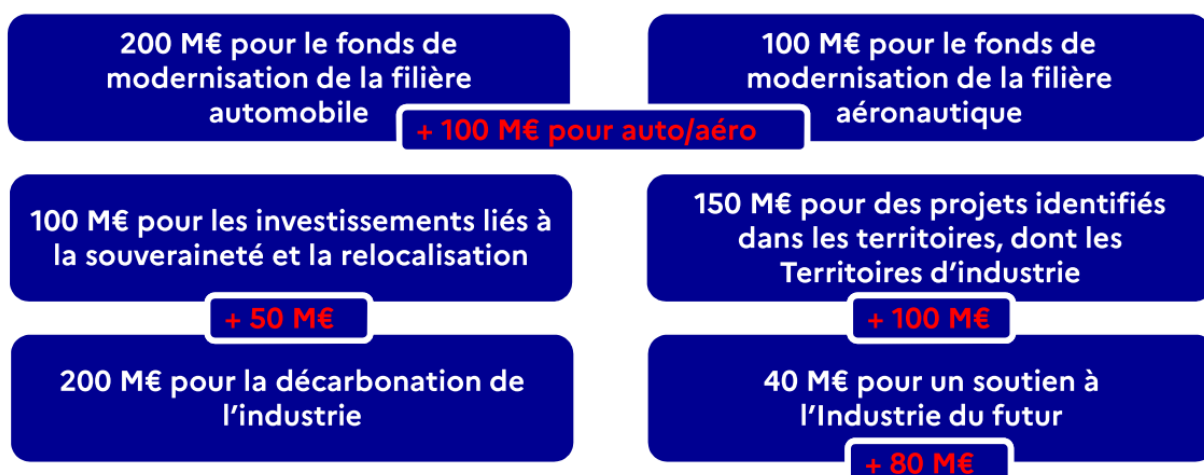 200 M€ pour le fonds de
modernisation de la filière
automobile
100 M€ pour le fonds de
modernisation de la filière
aéronautique
+ 100 M€ pour auto/aéro
100 M€ pour les investissements liés à
la souveraineté et la relocalisation
+ 50 M€
150 M€ pour des projets identifiés
dans les territoires, dont les
Territoires d’industrie
+ 100 M€
200 M€ pour la décarbonation de
l’industrie
40 M€ pour un soutien à
l’Industrie du futur
+ 80 M€